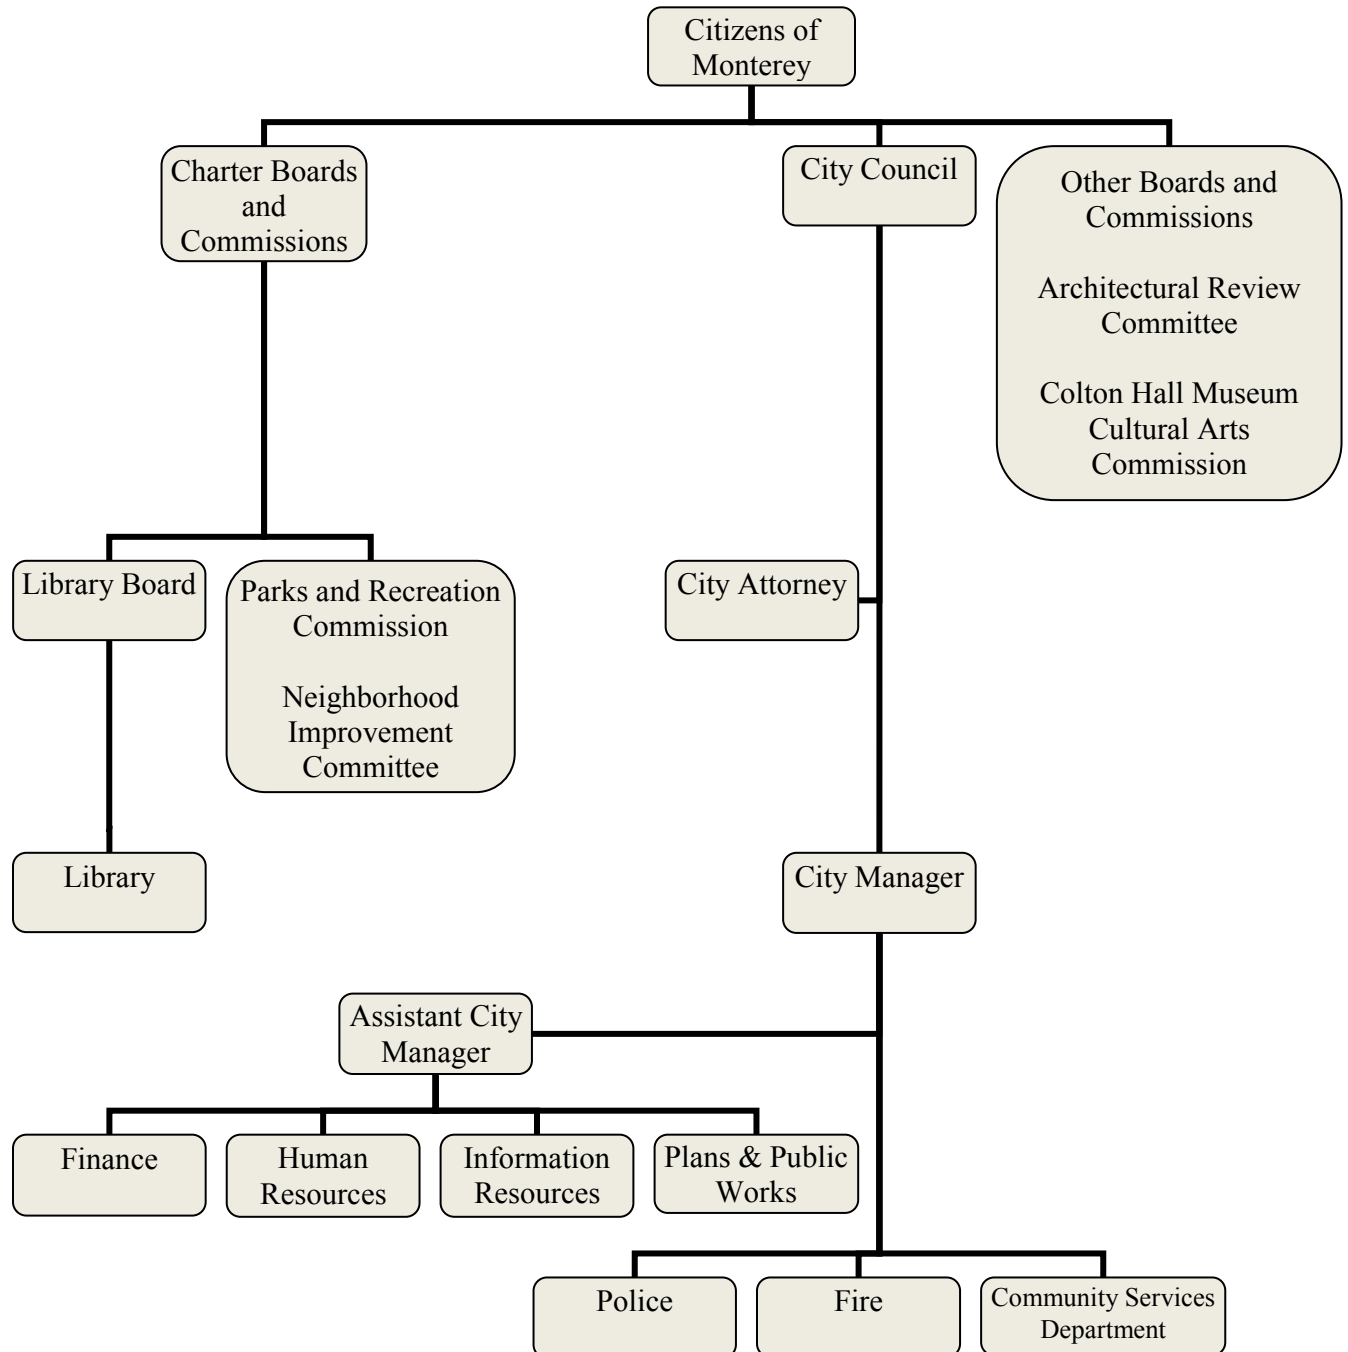 Citizens of
Monterey
Charter Boards
and
Commissions
City Council
Other Boards and
Commissions
Architectural Review
Committee
Colton Hall Museum
Cultural Arts
Commission
Library Board
Parks and Recreation
Commission
Neighborhood
Improvement
Committee
City Attorney
Library
City Manager
Assistant City
Manager
Finance
Human
Resources
Information
Resources
Plans & Public
Works
Police
Fire
Community Services
Department